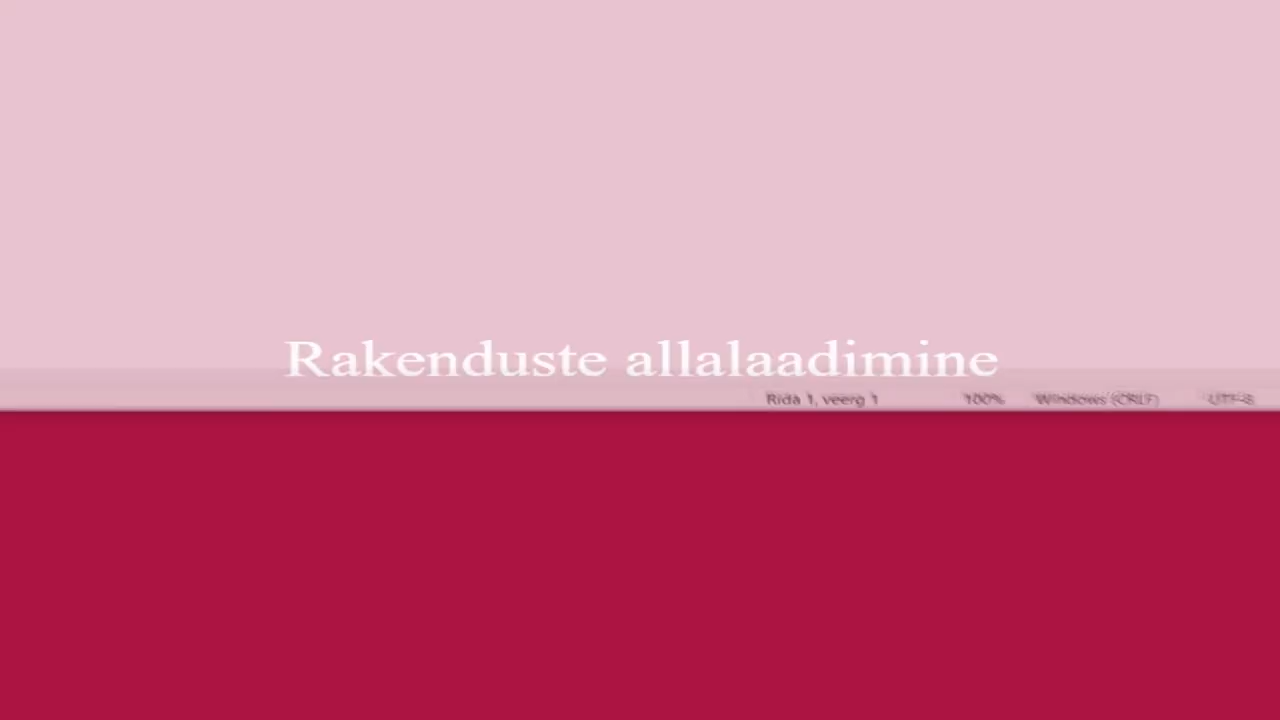 Rakenduste allalaadimine
Rida 1, veerg 1 100% Windows (CRLF) UTF-8